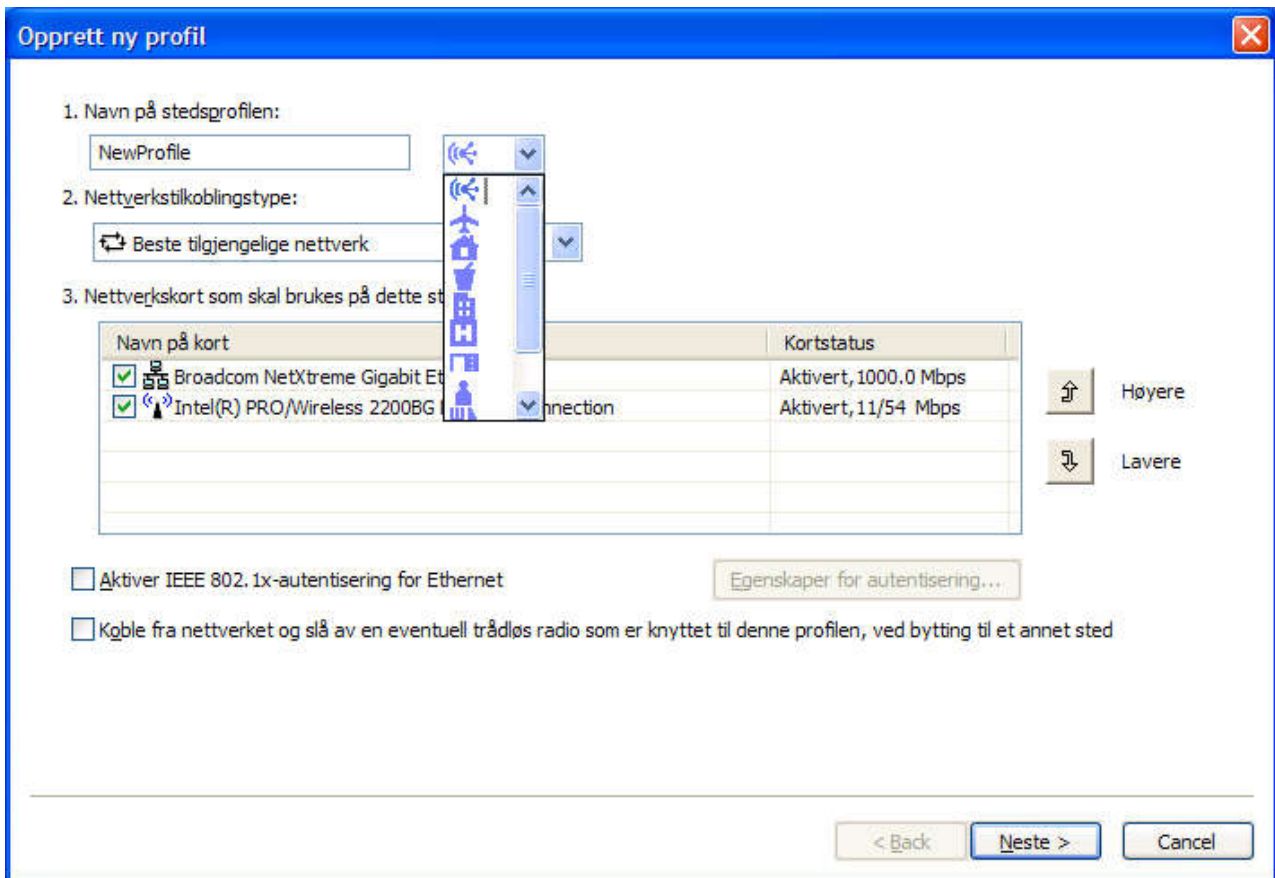 Opprett ny profil
1. Navn på stedsprofilen:
NewProfile
2. Nettverkstilkoblingstype:
Beste tilgjengelige nettverk
3. Nettverkskort som skal brukes på dette
Navn på kort Kortstatus
Broadcom NetXtreme Gigabit Aktivert,1000.0 Mbps
Intel(R) PRO/Wireless 2200BG Aktivert,11/54 Mbps
Høyere
Lavere
Aktiver IEEE 802.1x-autentisering for Ethernet Egenskaper for autentisering...
Koble fra nettverket og slå av en eventuell trådløs radio som er knyttet til denne profilen, ved bytting til et annet sted
< Back Neste > Cancel